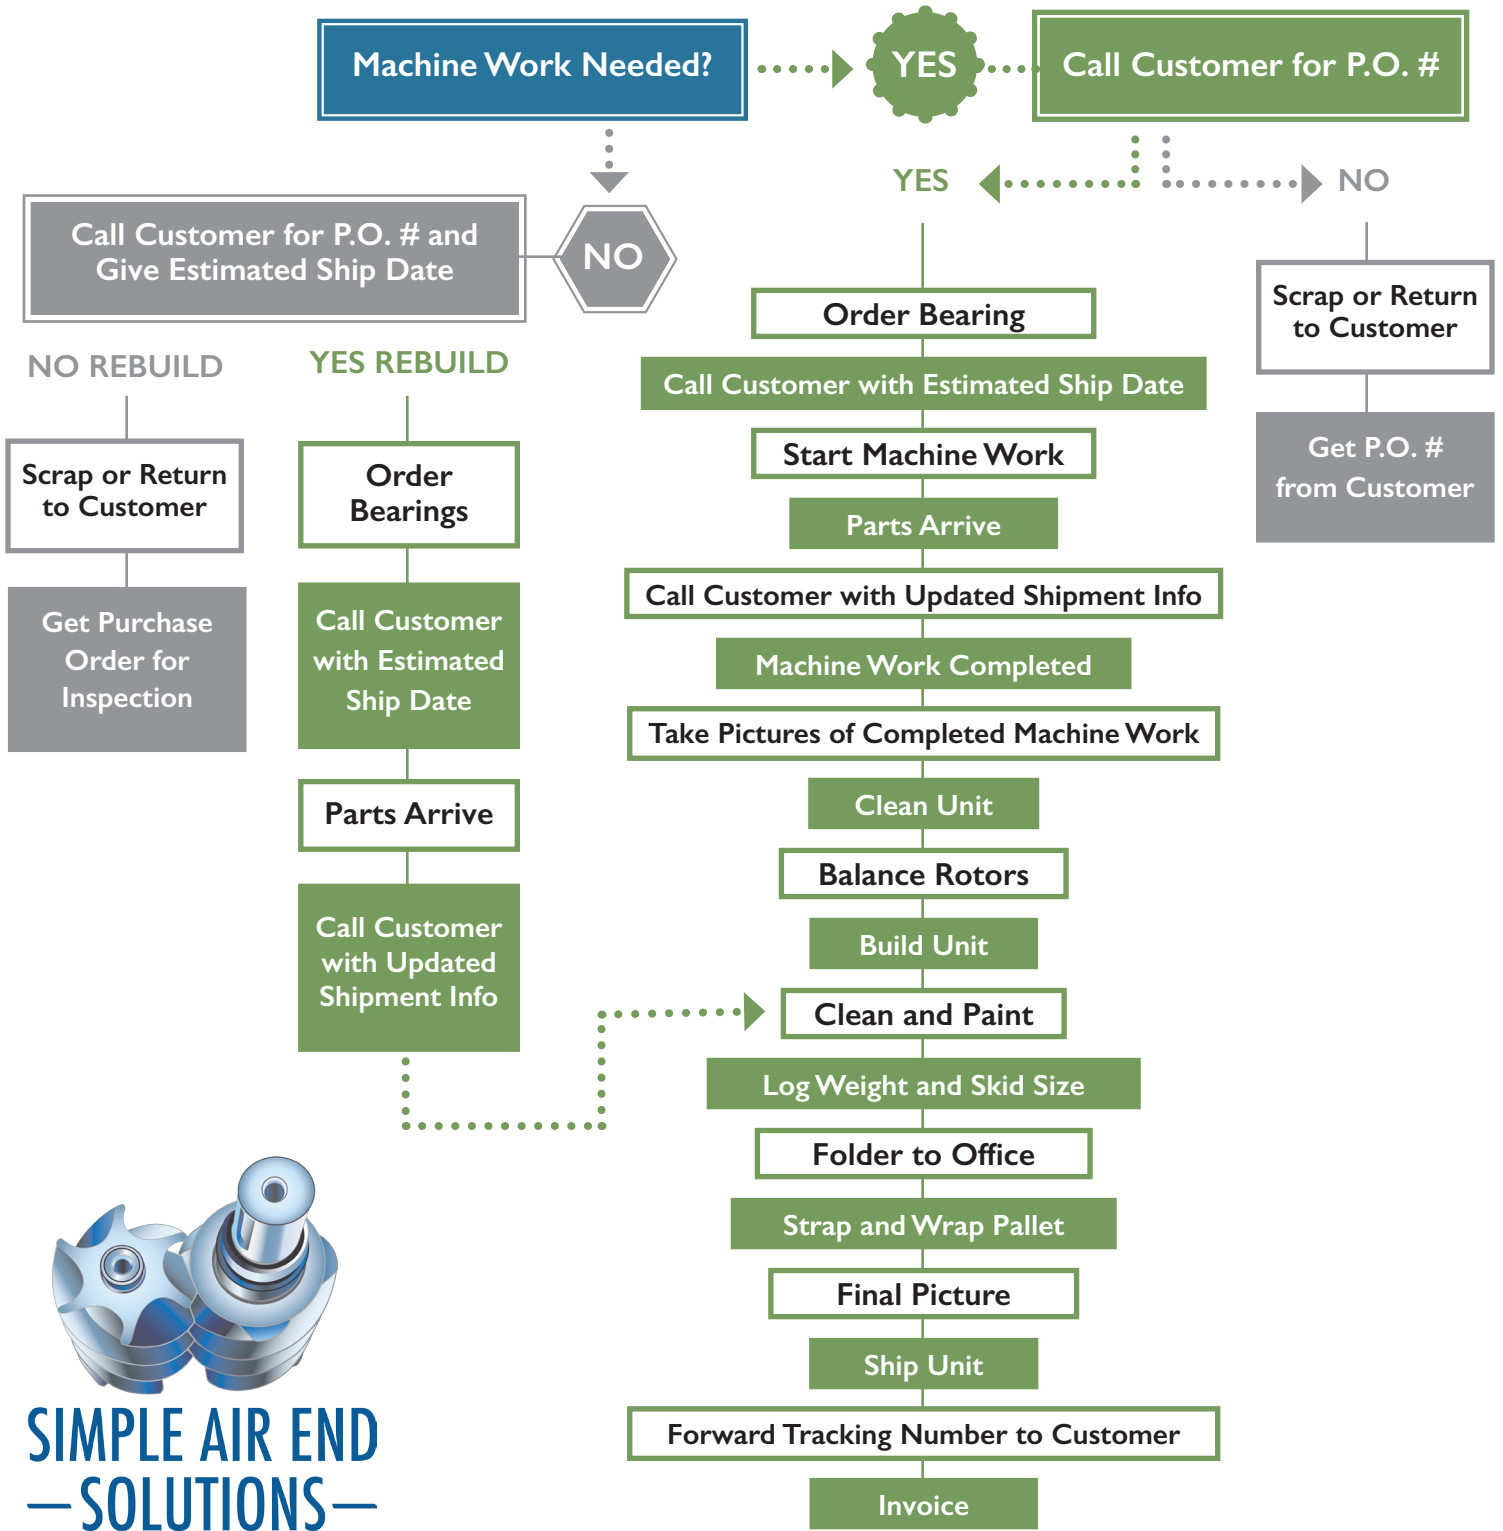 Machine Work Needed?
YES
Call Customer for P.O. #
YES
NO
Call Customer for P.O. # and
Give Estimated Ship Date
NO
NO REBUILD
YES REBUILD
Scrap or Return
to Customer
Get Purchase
Order for
Inspection
Order
Bearings
Call Customer
with Estimated
Ship Date
Parts Arrive
Call Customer
with Updated
Shipment Info
Order Bearing
Call Customer with Estimated Ship Date
Start Machine Work
Parts Arrive
Call Customer with Updated Shipment Info
Machine Work Completed
Take Pictures of Completed Machine Work
Clean Unit
Balance Rotors
Build Unit
Clean and Paint
Log Weight and Skid Size
Folder to Office
Strap and Wrap Pallet
Final Picture
Ship Unit
Forward Tracking Number to Customer
Invoice
Scrap or Return
to Customer
Get P.O. #
from Customer
SIMPLE AIR END
SOLUTIONS